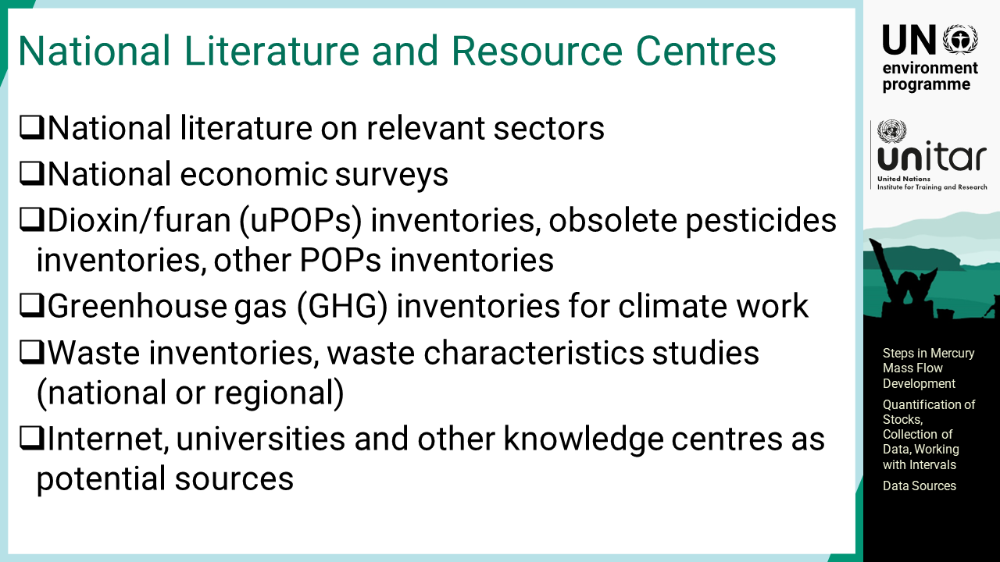 National Literature and Resource Centres
❑National literature on relevant sectors
❑National economic surveys
❑Dioxin/furan (uPOPs) inventories, obsolete pesticides
inventories, other POPs inventories
❑Greenhouse gas (GHG) inventories for climate work
❑Waste inventories, waste characteristics studies
(national or regional)
❑Internet, universities and other knowledge centres as
potential sources
UN
environment
programme
unitar
United Nations
Institute for Training and Research
Steps in Mercury
Mass Flow
Development
Quantification of
Stocks,
Collection of
Data, Working
with Intervals
Data Sources